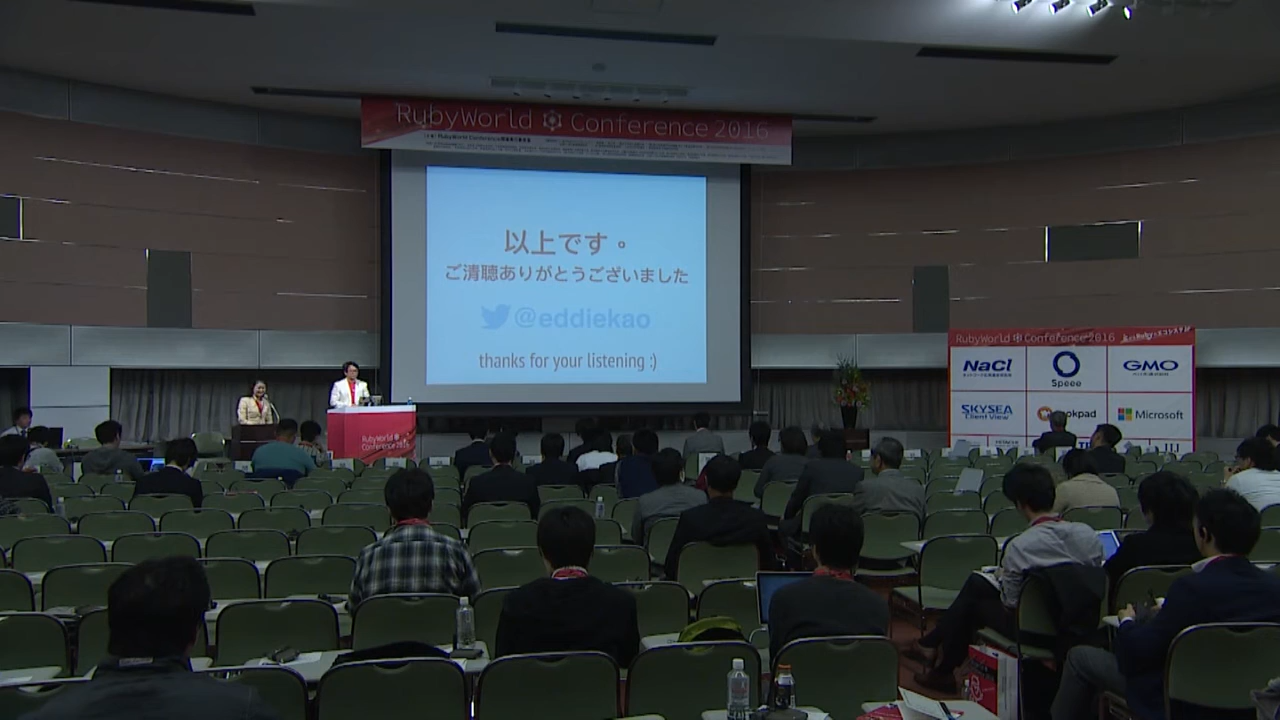 RubyWorld Conference 2016
以上です。
ご清聴ありがとうございました
@eddiekao
thanks for your listening :)
RubyWorld
Conference 2016
RubyWorld Conference 2016
NaCl
Speee
GMO
SKYSEA
Client View
cookpad
Microsoft